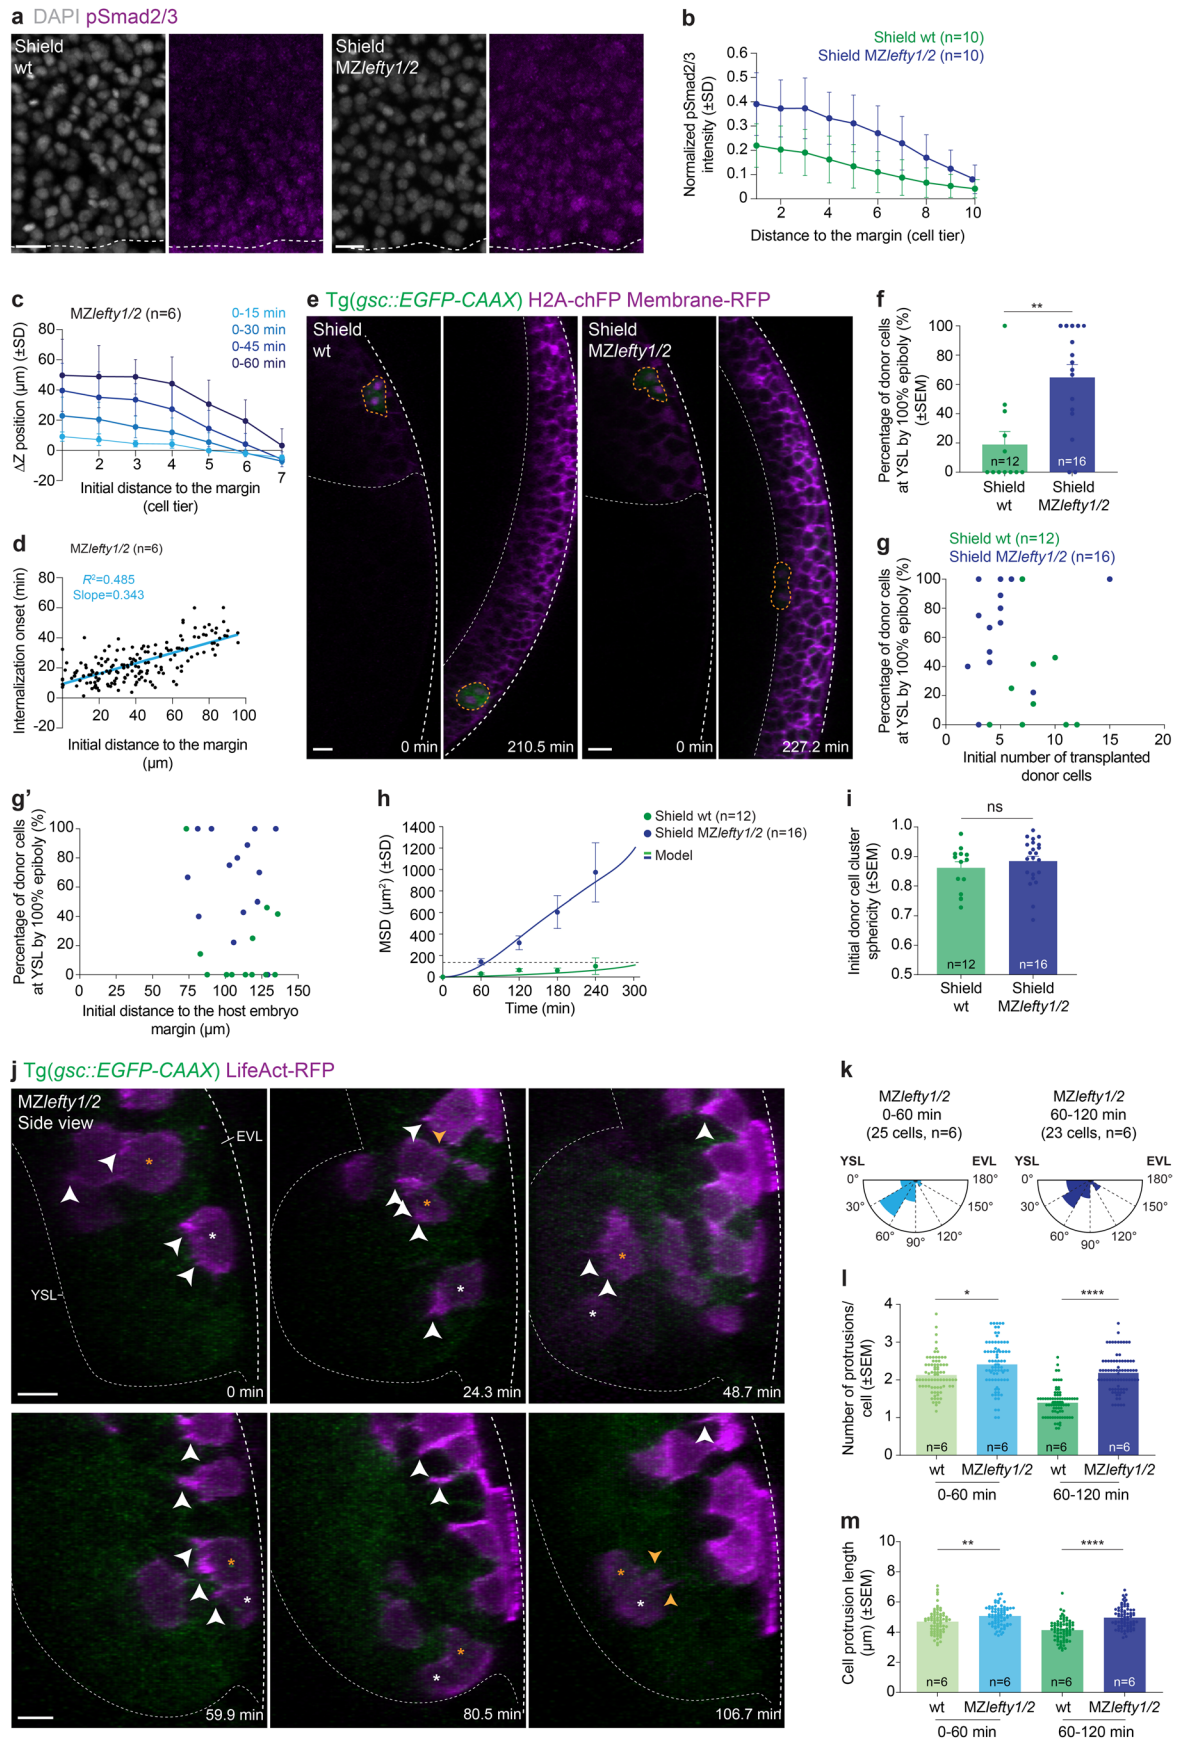 a DAPI pSmad2/3
Shield
wt
Shield
MZlefty1/2
b
Shield wt (n=10)
Shield MZlefty1/2 (n=10)
Normalized pSmad2/3
intensity (±SD)
0.6
0.5
0.4
0.3
0.2
0.1
0
2 4 6 8 10
Distance to the margin (cell tier)
c
MZlefty1/2 (n=6)
0-15 min
0-30 min
0-45 min
0-60 min
ΔZ position (µm) (±SD)
80
60
40
20
0
-20
2 3 4 5 6 7
Initial distance to the margin
(cell tier)
d
MZlefty1/2 (n=6)
R²=0.485
Slope=0.343
Internalization onset (min)
80
60
40
20
0
-20
20 40 60 80 100
Initial distance to the margin
(µm)
e Tg(gsc::EGFP-CAAX) H2A-chFP Membrane-RFP
Shield
wt
0 min
210.5 min
Shield
MZlefty1/2
0 min
227.2 min
f
**
Percentage of donor cells
at YSL by 100% epiboly (%)
(±SEM)
100
80
60
40
20
0
n=12
n=16
Shield
wt
Shield
MZlefty1/2
g
Shield wt (n=12)
Shield MZlefty1/2 (n=16)
Percentage of donor cells
at YSL by 100% epiboly (%)
100
80
60
40
20
0
0 5 10 15 20
Initial number of transplanted
donor cells
g’
Percentage of donor cells
at YSL by 100% epiboly (%)
100
80
60
40
20
0
0 25 50 75 100 125 150
Initial distance to the host embryo
margin (µm)
h
Shield wt (n=12)
Shield MZlefty1/2 (n=16)
Model
MSD (µm²) (±SD)
1400
1200
1000
800
600
400
200
0
0 60 120 180 240 300
Time (min)
i
ns
Initial donor cell cluster
sphericity (±SEM)
1.0
0.9
0.8
0.7
0.6
0.5
n=12
n=16
Shield
wt
Shield
MZlefty1/2
j Tg(gsc::EGFP-CAAX) LifeAct-RFP
MZlefty1/2
Side view
EVL
YSL
0 min
24.3 min
48.7 min
59.9 min
80.5 min
106.7 min
k
MZlefty1/2
0-60 min
(25 cells, n=6)
YSL EVL
0° 180°
30° 150°
60° 90° 120°
MZlefty1/2
60-120 min
(23 cells, n=6)
YSL EVL
0° 180°
30° 150°
60° 90° 120°
l
* ****
Number of protrusions/
cell (±SEM)
4
3
2
1
0
n=6 n=6 n=6 n=6
wt MZlefty1/2 wt MZlefty1/2
0-60 min 60-120 min
m
** ****
Cell protrusion length
(µm) (±SEM)
10
8
6
4
2
0
n=6 n=6 n=6 n=6
wt MZlefty1/2 wt MZlefty1/2
0-60 min 60-120 min